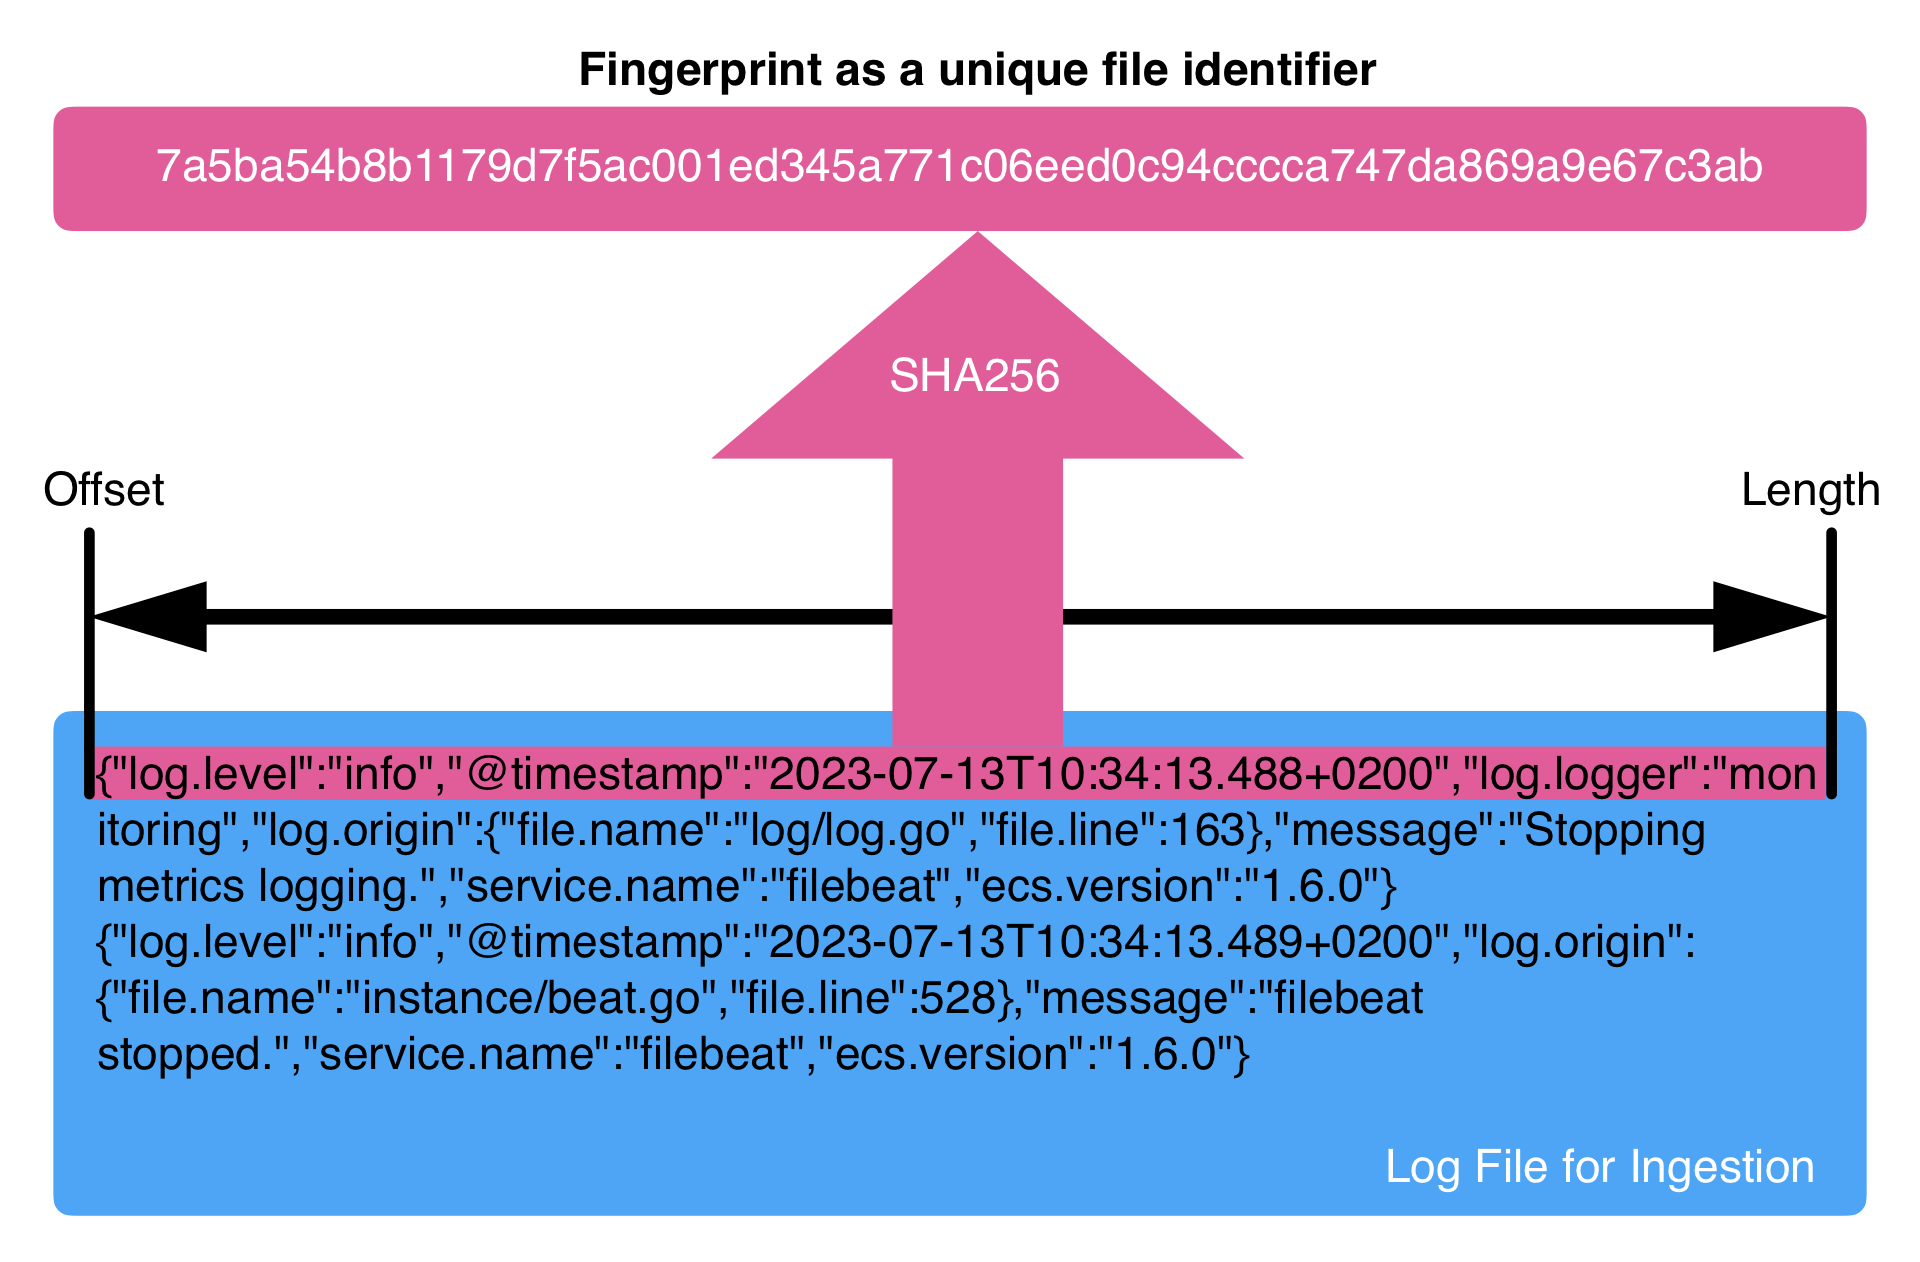 Fingerprint as a unique file identifier
7a5ba54b8b1179d7f5ac001ed345a771c06eed0c94cccca747da869a9e67c3ab
SHA256
Offset
Length
{"log.level":"info","@timestamp":"2023-07-13T10:34:13.488+0200","log.logger":"mon
itoring","log.origin":{"file.name":"log/log.go","file.line":163},"message":"Stopping
metrics logging.","service.name":"filebeat","ecs.version":"1.6.0"}
{"log.level":"info","@timestamp":"2023-07-13T10:34:13.489+0200","log.origin":
{"file.name":"instance/beat.go","file.line":528},"message":"filebeat
stopped.","service.name":"filebeat","ecs.version":"1.6.0"}
Log File for Ingestion